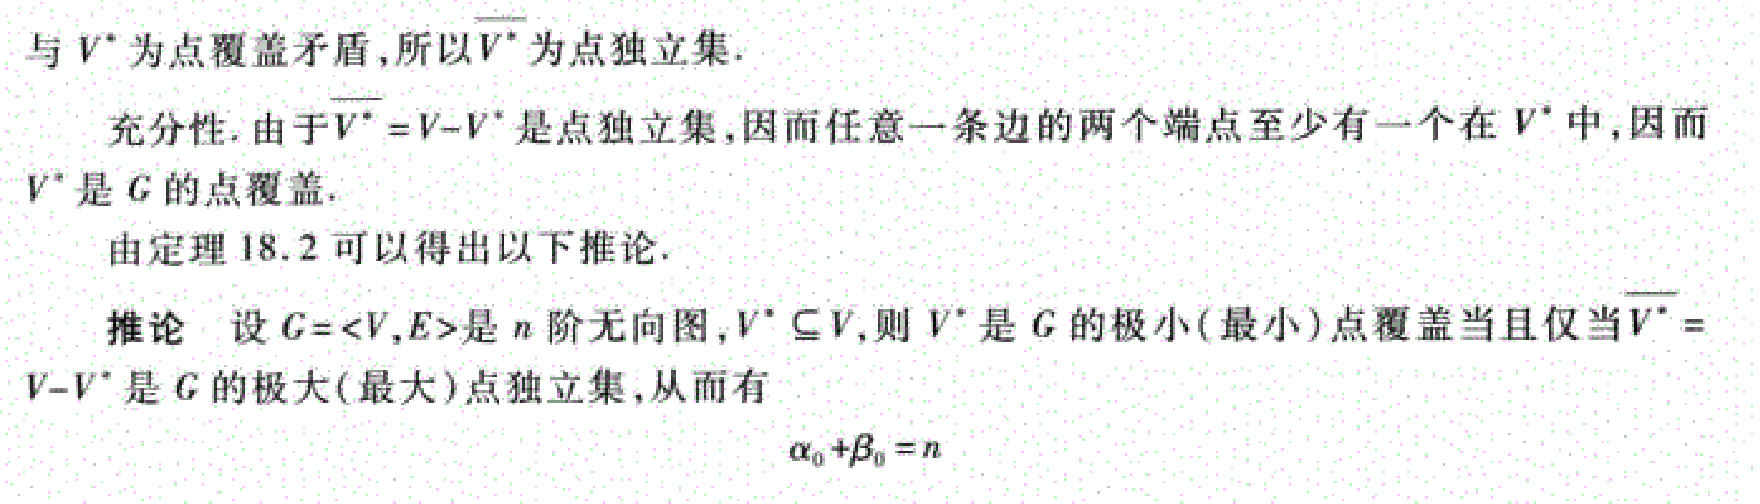 与 V* 为点覆盖矛盾,所以\overline{V*}为点独立集.
充分性. 由于\overline{V*}=V-V* 是点独立集,因而任意一条边的两个端点至少有一个在 V* 中,因而
V* 是 G 的点覆盖.
由定理 18.2 可以得出以下推论.
推论 设 G=<V,E>是 n 阶无向图,V* ⊆ V,则 V* 是 G 的极小(最小)点覆盖当且仅当\overline{V*}=
V-V* 是 G 的极大(最大)点独立集,从而有
α₀+β₀=n